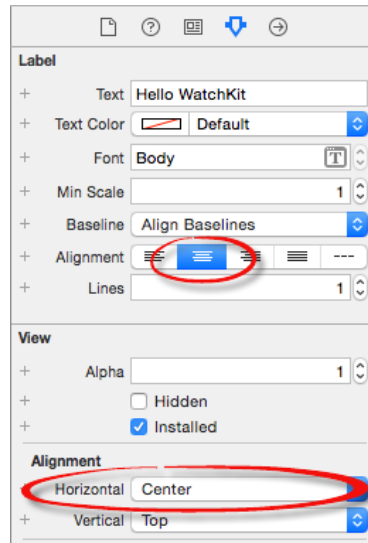 Label
+ Text Hello WatchKit
+ Text Color Default
+ Font Body T
+ Min Scale 1
+ Baseline Align Baselines
+ Alignment ---
+ Lines 1
View
+ Alpha 1
+ Hidden
+ Installed
Alignment
+ Horizontal Center
+ Vertical Top